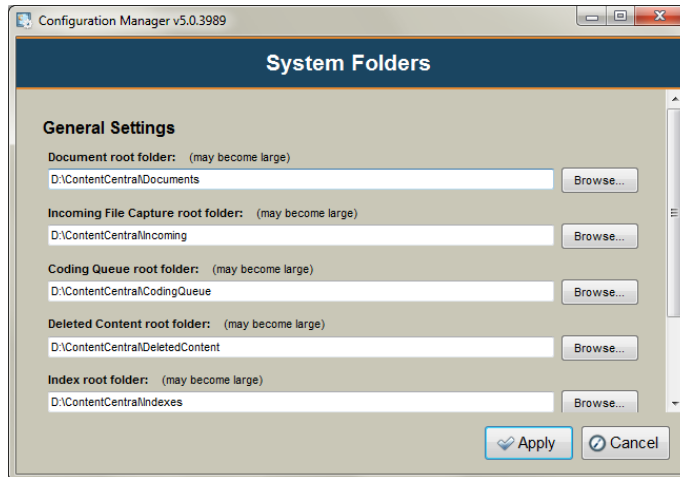 Configuration Manager v5.0.3989
System Folders
General Settings
Document root folder: (may become large)
D:\ContentCentral\Documents
Browse...
Incoming File Capture root folder: (may become large)
D:\ContentCentral\Incoming
Browse...
Coding Queue root folder: (may become large)
D:\ContentCentral\CodingQueue
Browse...
Deleted Content root folder: (may become large)
D:\ContentCentral\DeletedContent
Browse...
Index root folder: (may become large)
D:\ContentCentral\Indexes
Browse...
Apply
Cancel